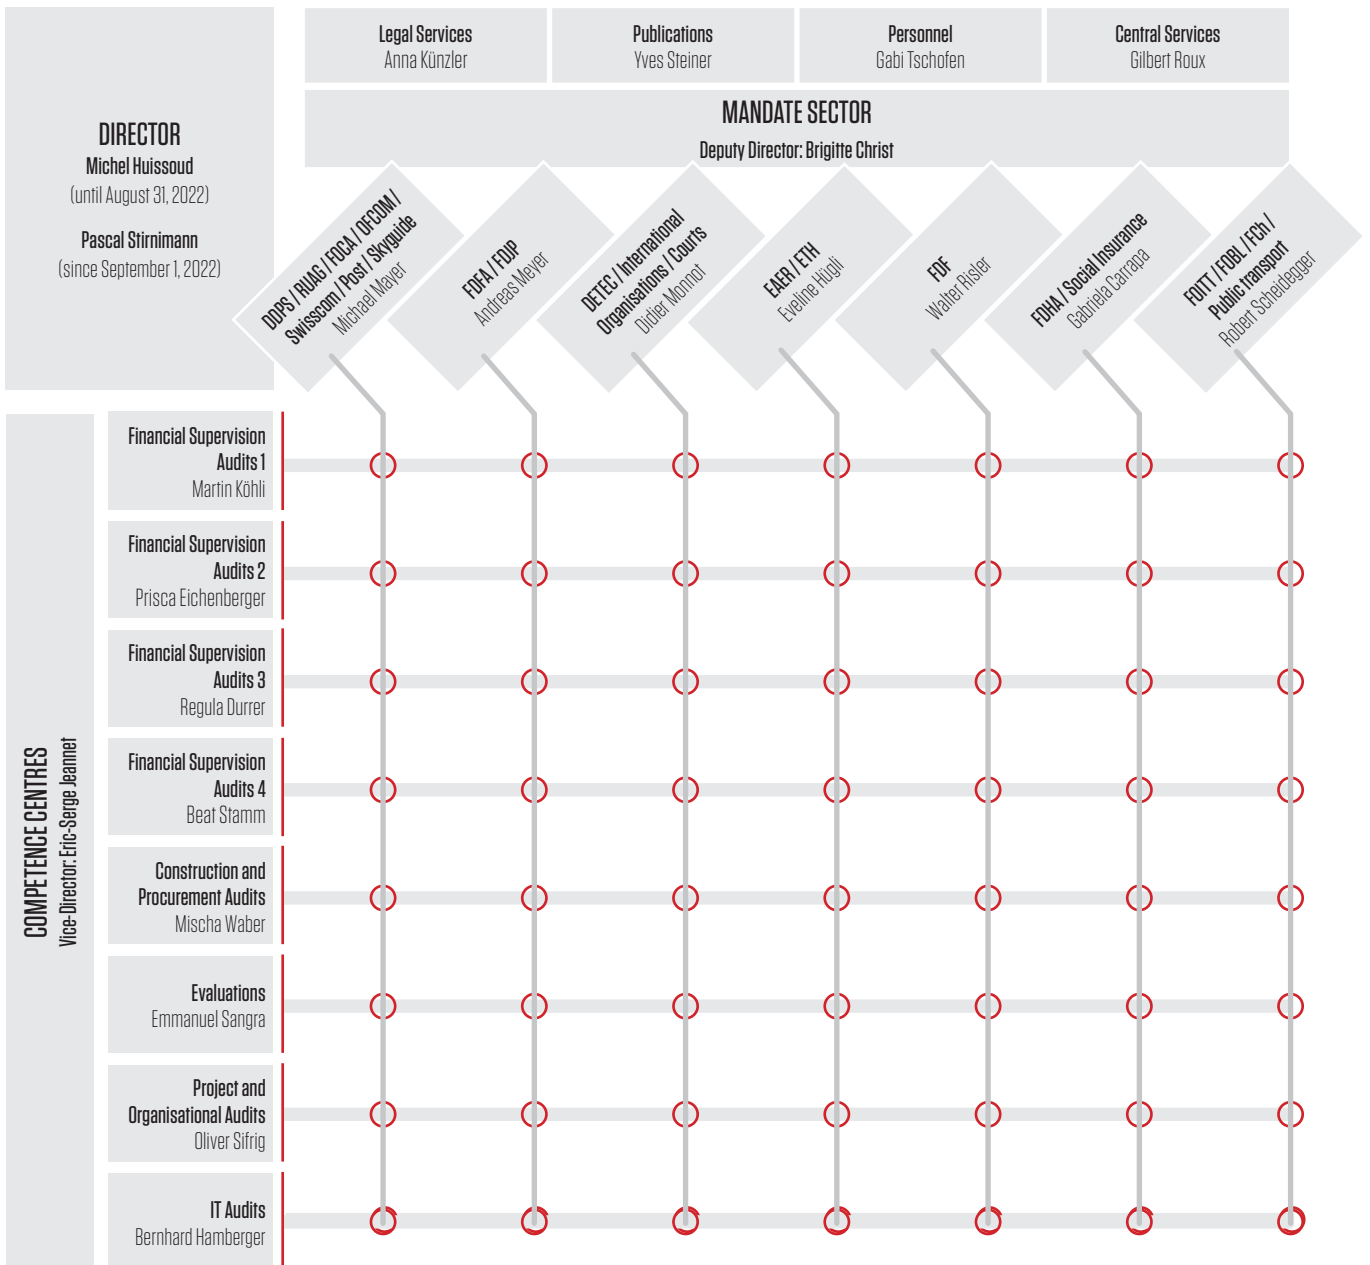 DIRECTOR
Michel Huissoud
(until August 31, 2022)
Pascal Stirnimann
(since September 1, 2022)
Legal Services
Anna Künzler
Publications
Yves Steiner
Personnel
Gabi Tschofen
Central Services
Gilbert Roux
MANDATE SECTOR
Deputy Director: Brigitte Christ
DDPS / RUAG / FOCA / OFCOM /
Swisscom / Post / Skyguide
Michael Mayer
FDFA / FDJP
Andreas Meyer
DETEC / International
Organisations / Courts
Didier Monnot
EAER / ETH
Eveline Hügli
FDF
Walter Risler
FDHA / Social Insurance
Gabriela Carrapa
FOITT / FOBL / FCh /
Public transport
Robert Scheidegger
COMPETENCE CENTRES
Vice-Director: Eric-Serge Jeannet
Financial Supervision
Audits 1
Martin Köhli
Financial Supervision
Audits 2
Prisca Eichenberger
Financial Supervision
Audits 3
Regula Durrer
Financial Supervision
Audits 4
Beat Stamm
Construction and
Procurement Audits
Mischa Waber
Evaluations
Emmanuel Sangra
Project and
Organisational Audits
Oliver Sifrig
IT Audits
Bernhard Hamberger